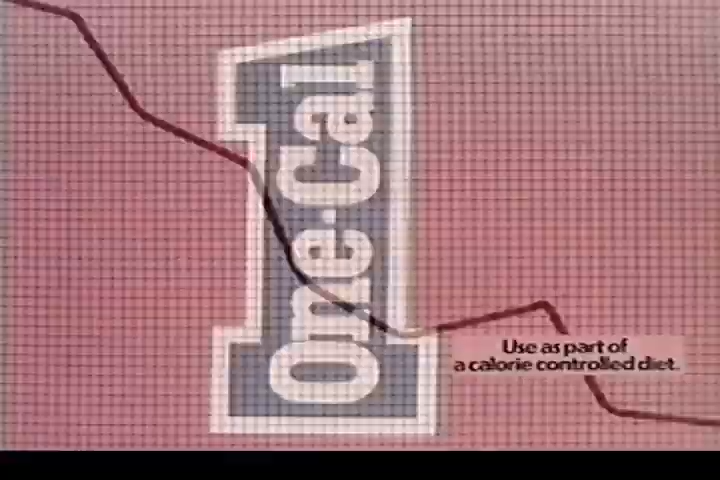 One-Cal
Use as part of
a calorie controlled diet.